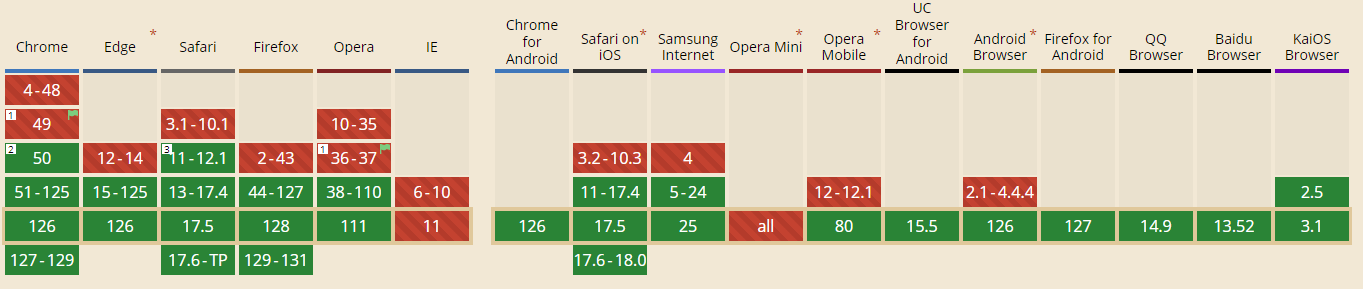 Chrome
Edge *
Safari
Firefox
Opera
IE
Chrome for Android
Safari on iOS *
Samsung Internet
Opera Mini *
Opera Mobile *
UC Browser for Android
Android Browser *
Firefox for Android
QQ Browser
Baidu Browser
KaiOS Browser
4-48
1 49 3.1-10.1 10-35
2 50 12-14 3 11-12.1 2-43 1 36-37 3.2-10.3 4
51-125 15-125 13-17.4 44-127 38-110 6-10 11-17.4 5-24 12-12.1 2.1-4.4.4 2.5
126 126 17.5 128 111 11 126 17.5 25 all 80 15.5 126 127 14.9 13.52 3.1
127-129 17.6-TP 129-131 17.6-18.0